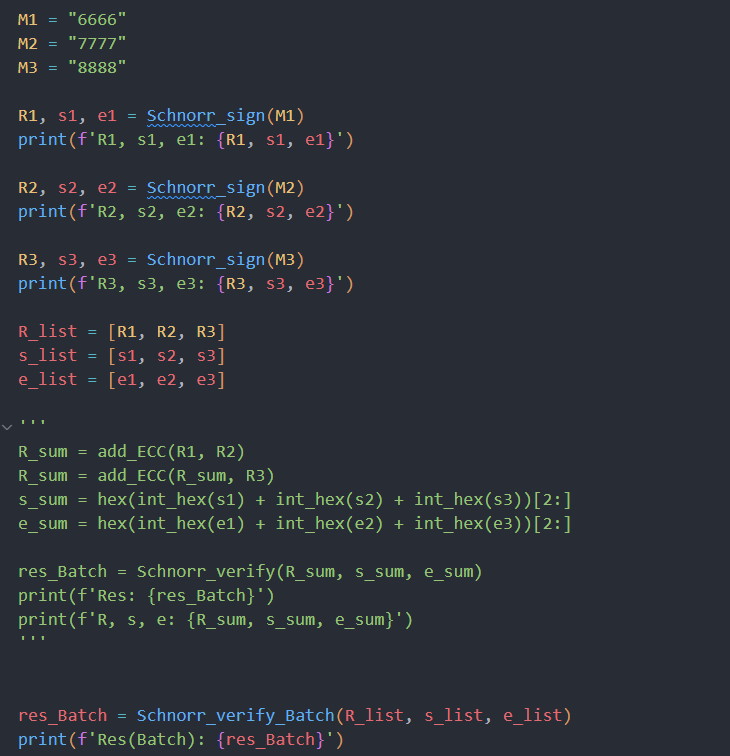 M1 = "6666"
M2 = "7777"
M3 = "8888"
R1, s1, e1 = Schnorr_sign(M1)
print(f'R1, s1, e1: {R1, s1, e1}')
R2, s2, e2 = Schnorr_sign(M2)
print(f'R2, s2, e2: {R2, s2, e2}')
R3, s3, e3 = Schnorr_sign(M3)
print(f'R3, s3, e3: {R3, s3, e3}')
R_list = [R1, R2, R3]
s_list = [s1, s2, s3]
e_list = [e1, e2, e3]
'''
R_sum = add_ECC(R1, R2)
R_sum = add_ECC(R_sum, R3)
s_sum = hex(int_hex(s1) + int_hex(s2) + int_hex(s3))[2:]
e_sum = hex(int_hex(e1) + int_hex(e2) + int_hex(e3))[2:]
res_Batch = Schnorr_verify(R_sum, s_sum, e_sum)
print(f'Res: {res_Batch}')
print(f'R, s, e: {R_sum, s_sum, e_sum}')
'''
res_Batch = Schnorr_verify_Batch(R_list, s_list, e_list)
print(f'Res(Batch): {res_Batch}')